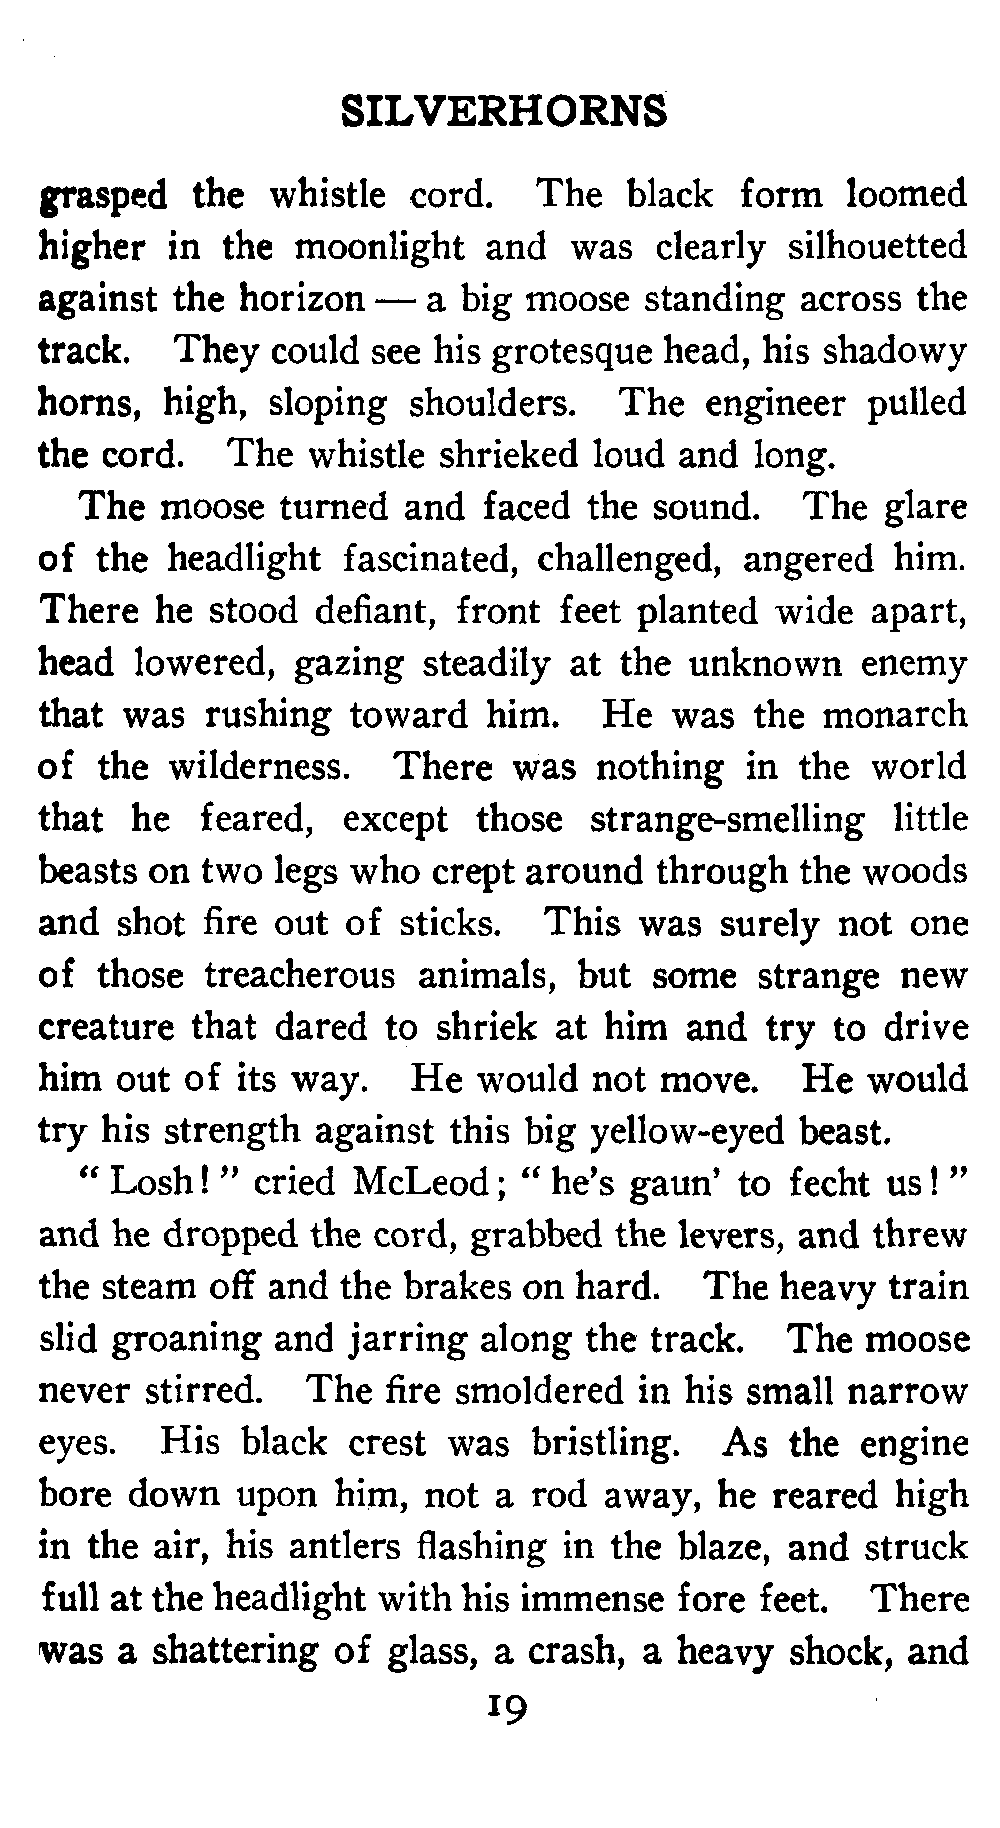 SILVERHORNS
grasped the whistle cord. The black form loomed
higher in the moonlight and was clearly silhouetted
against the horizon — a big moose standing across the
track. They could see his grotesque head, his shadowy
horns, high, sloping shoulders. The engineer pulled
the cord. The whistle shrieked loud and long.
The moose turned and faced the sound. The glare
of the headlight fascinated, challenged, angered him.
There he stood defiant, front feet planted wide apart,
head lowered, gazing steadily at the unknown enemy
that was rushing toward him. He was the monarch
of the wilderness. There was nothing in the world
that he feared, except those strange-smelling little
beasts on two legs who crept around through the woods
and shot fire out of sticks. This was surely not one
of those treacherous animals, but some strange new
creature that dared to shriek at him and try to drive
him out of its way. He would not move. He would
try his strength against this big yellow-eyed beast.
“ Losh! ” cried McLeod; “ he’s gaun’ to fecht us! ”
and he dropped the cord, grabbed the levers, and threw
the steam off and the brakes on hard. The heavy train
slid groaning and jarring along the track. The moose
never stirred. The fire smoldered in his small narrow
eyes. His black crest was bristling. As the engine
bore down upon him, not a rod away, he reared high
in the air, his antlers flashing in the blaze, and struck
full at the headlight with his immense fore feet. There
was a shattering of glass, a crash, a heavy shock, and
19